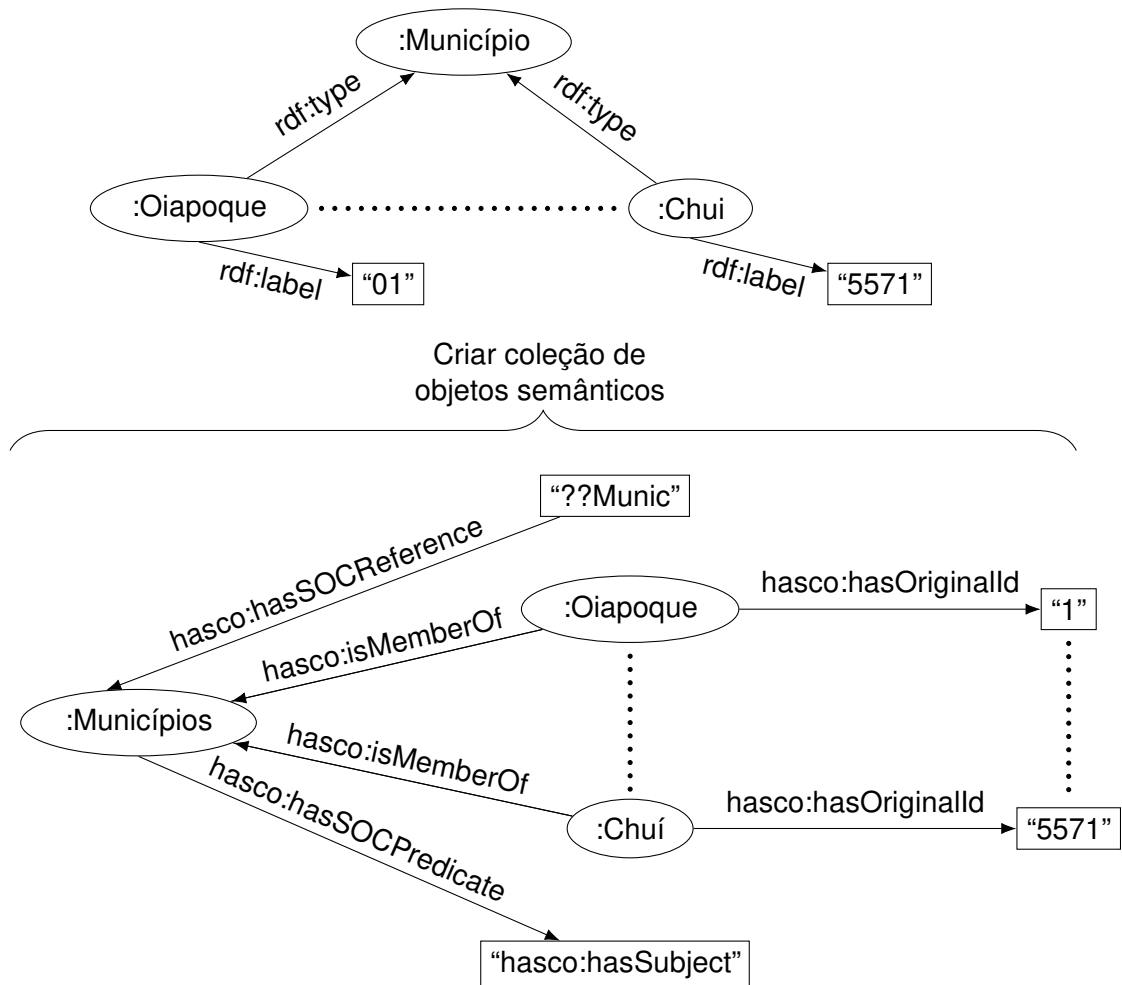 :Município
rdf:type
rdf:type
:Oiapoque
:Chui
rdf:label
“01”
rdf:label
“5571”
Criar coleção de
objetos semânticos
“??Munic”
hasco:hasSOCReference
:Oiapoque
hasco:hasOriginalId
“1”
hasco:isMemberOf
:Municípios
hasco:isMemberOf
hasco:hasSOCPredicate
:Chuí
hasco:hasOriginalId
“5571”
“hasco:hasSubject”